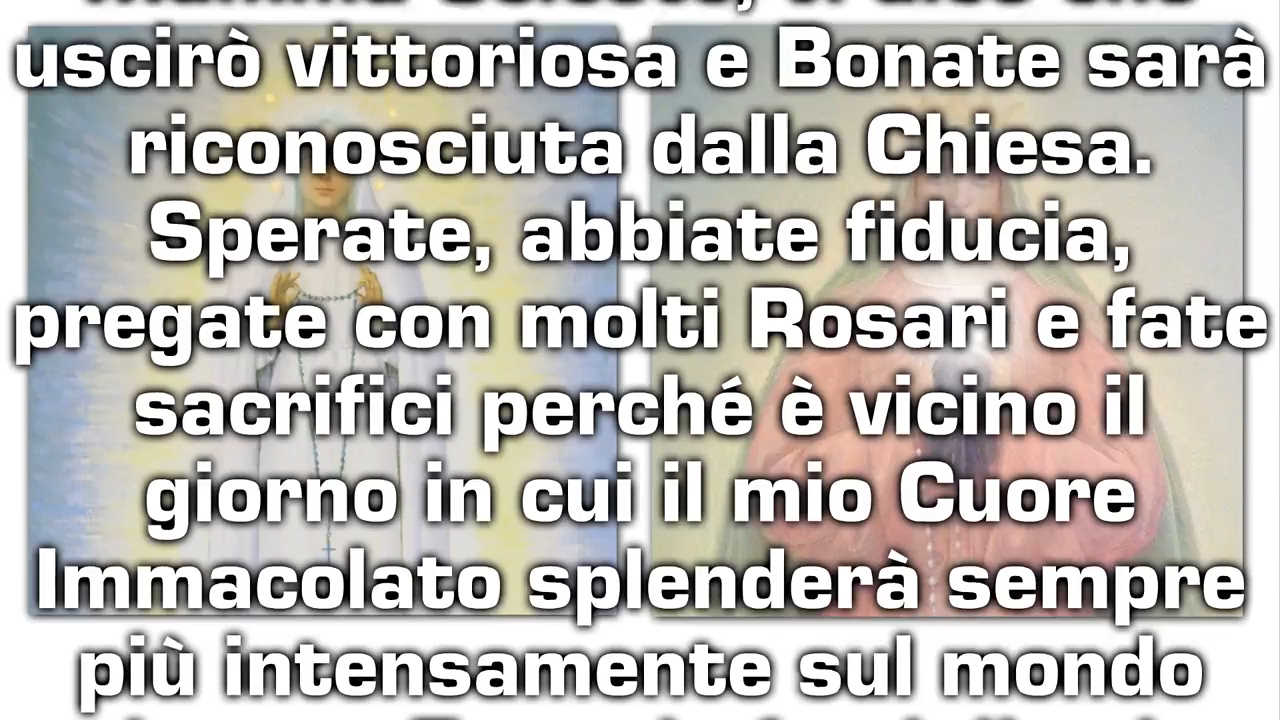 uscirò vittoriosa e Bonate sarà
riconosciuta dalla Chiesa.
Sperate, abbiate fiducia,
pregate con molti Rosari e fate
sacrifici perché è vicino il
giorno in cui il mio Cuore
Immacolato splenderà sempre
più intensamente sul mondo